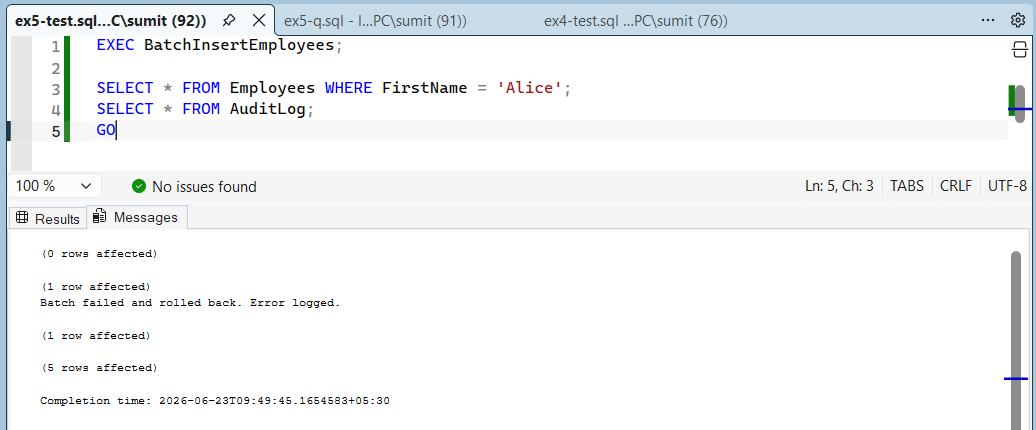 ex5-test.sql...C\sumit (92)) ex5-q.sql - l...PC\sumit (91)) ex4-test.sql ...PC\sumit (76))
1 EXEC BatchInsertEmployees;
2
3 SELECT * FROM Employees WHERE FirstName = 'Alice';
4 SELECT * FROM AuditLog;
5 GO
100 % No issues found Ln: 5, Ch: 3 TABS CRLF UTF-8
Results Messages
(0 rows affected)
(1 row affected)
Batch failed and rolled back. Error logged.
(1 row affected)
(5 rows affected)
Completion time: 2026-06-23T09:49:45.1654583+05:30